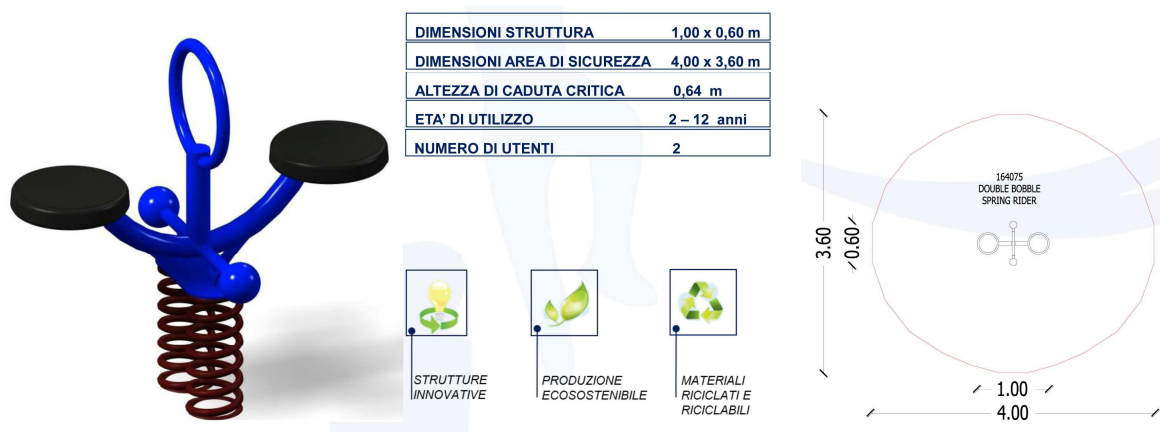 DIMENSIONI STRUTTURA 1,00 x 0,60 m
DIMENSIONI AREA DI SICUREZZA 4,00 x 3,60 m
ALTEZZA DI CADUTA CRITICA 0,64 m
ETA' DI UTILIZZO 2 – 12 anni
NUMERO DI UTENTI 2
STRUTTURE
INNOVATIVE
PRODUZIONE
ECOSOSTENIBILE
MATERIALI
RICICLATI E
RICICLABILI
164075
DOUBLE BOBBLE
SPRING RIDER
3.60
0.60
1.00
4.00